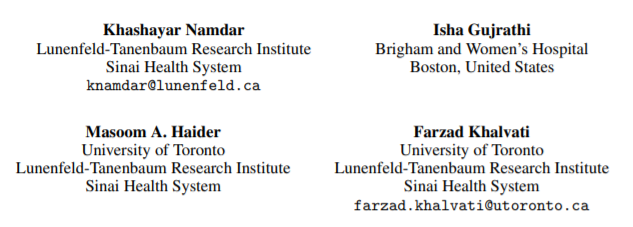 Khashayar Namdar
Lunenfeld-Tanenbaum Research Institute
Sinai Health System
knamdar@lunenfeld.ca
Isha Gujrathi
Brigham and Women's Hospital
Boston, United States
Masoom A. Haider
University of Toronto
Lunenfeld-Tanenbaum Research Institute
Sinai Health System
Farzad Khalvati
University of Toronto
Lunenfeld-Tanenbaum Research Institute
Sinai Health System
farzad.khalvati@utoronto.ca